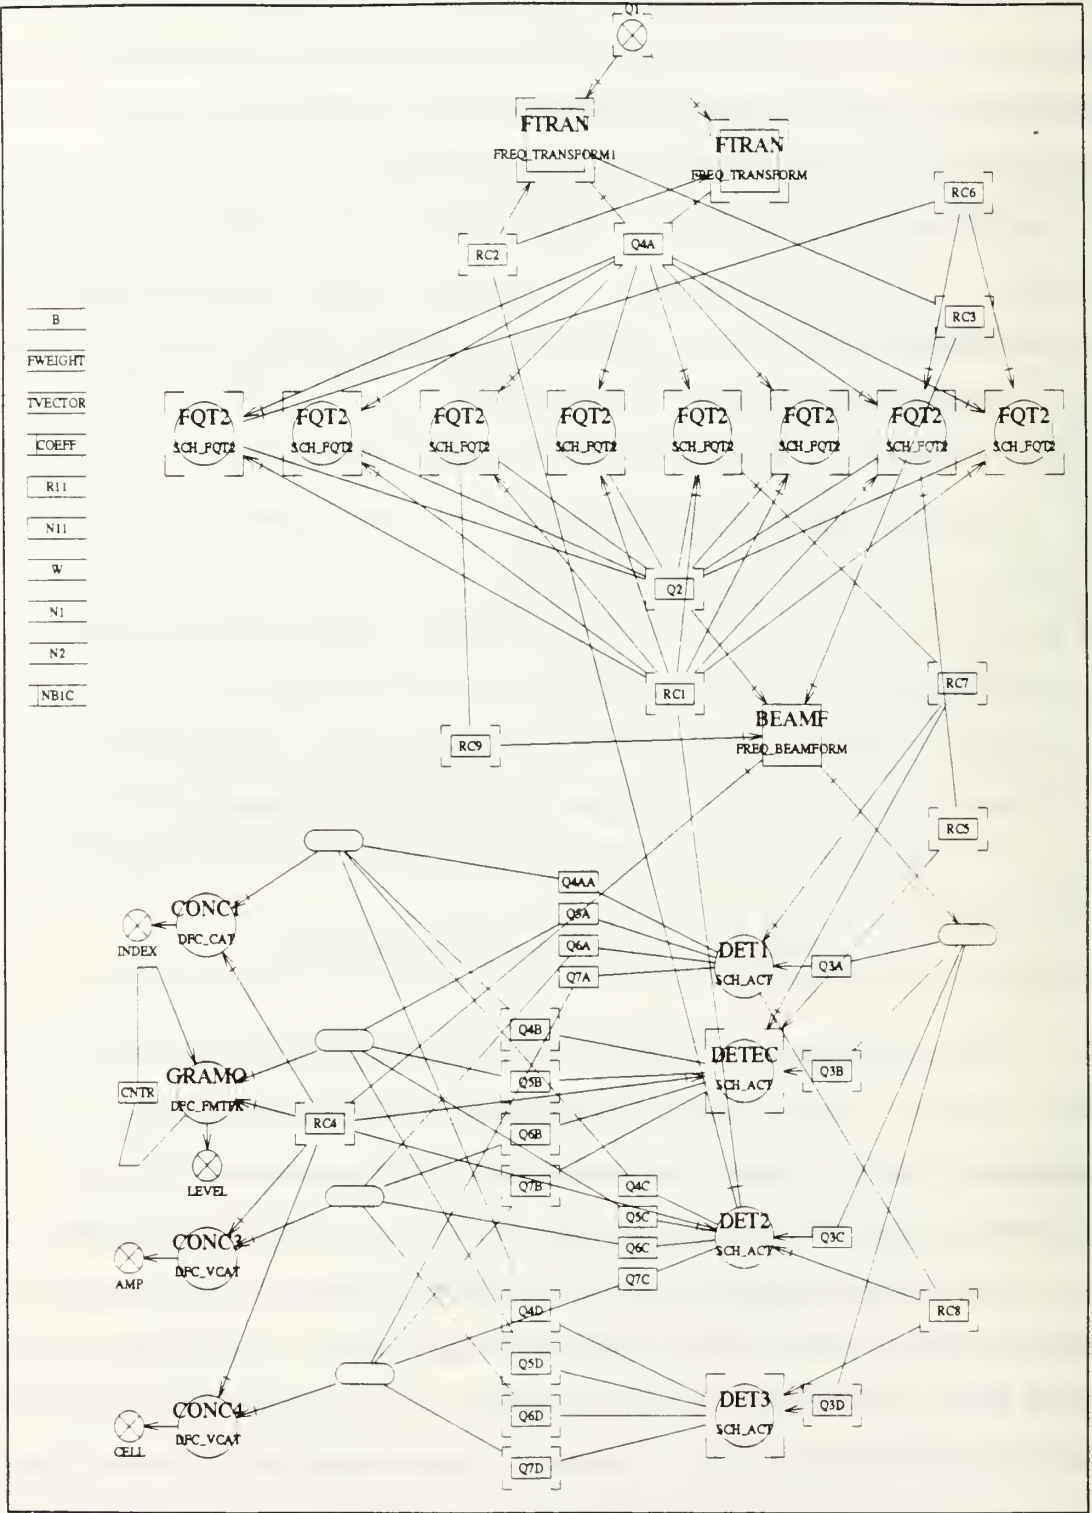 Q1
FTRAN
FREQ_TRANSFORM1
FTRAN
FREQ_TRANSFORM
RC6
RC2
Q4A
RC3
B
FWEIGHT
TVECTOR
COEFF
R11
N11
W
N1
N2
NB1C
FQT2
SCH_FQT2
FQT2
SCH_FQT2
FQT2
SCH_FQT2
FQT2
SCH_FQT2
FQT2
SCH_FQT2
FQT2
SCH_FQT2
FQT2
SCH_FQT2
FQT2
SCH_FQT2
Q2
RC1
RC7
BEAMF
FREQ_BEAMFORM
RC9
RC5
Q4AA
Q5A
Q6A
Q7A
CONC1
DFC_CAT
INDEX
DET1
SCH_ACT
Q3A
Q4B
Q5B
Q6B
Q7B
DETEC
SCH_ACT
Q3B
GRAMO
CNTR
RC4
LEVEL
Q4C
Q5C
Q6C
Q7C
DET2
SCH_ACT
Q3C
CONC3
DFC_VCAT
AMP
RC8
Q4D
Q5D
Q6D
Q7D
DET3
SCH_ACT
Q3D
CONC4
DFC_VCAT
CELL